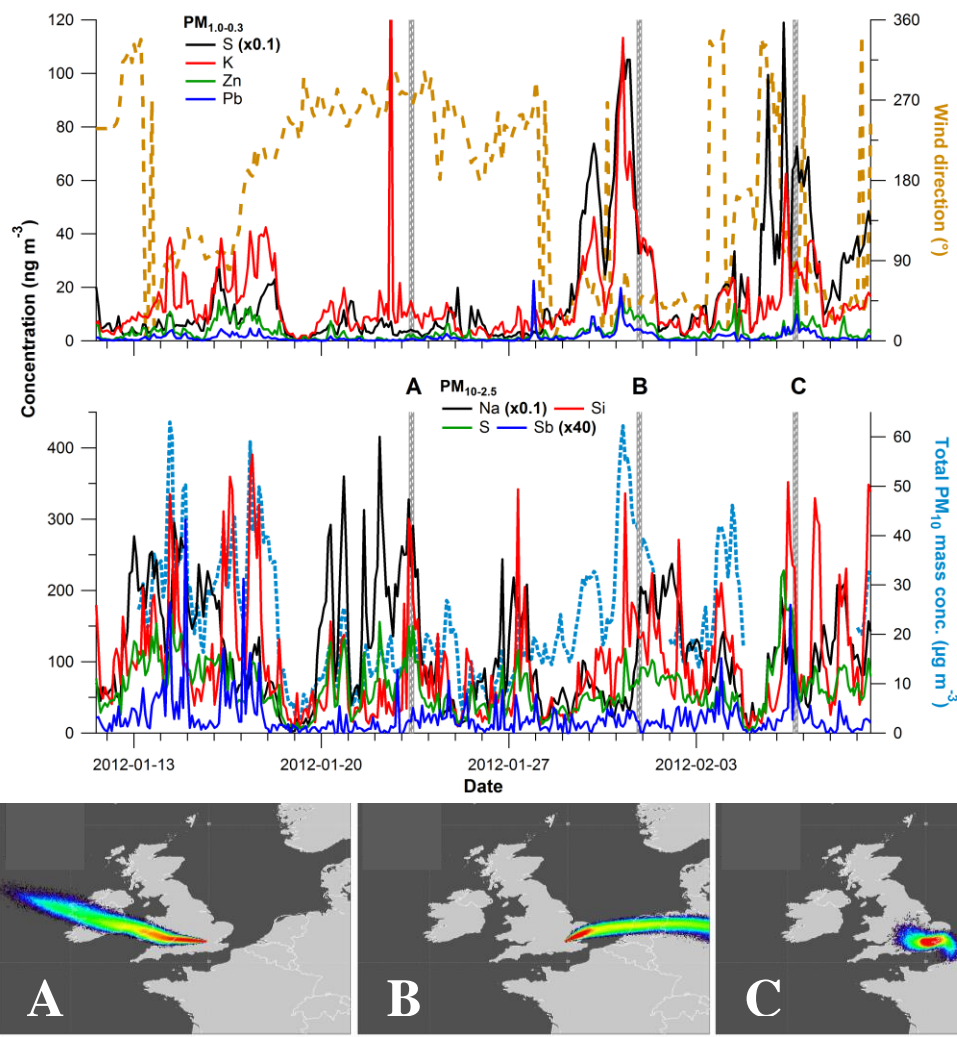 PM1.0-0.3
S (x0.1)
K
Zn
Pb
120
100
80
60
40
20
0
360
270
180
90
0
Wind direction (°)
Concentration (ng m-3)
A
B
C
PM10-2.5
Na (x0.1) Si
S Sb (x40)
400
300
200
100
0
60
50
40
30
20
10
0
Total PM10 mass conc. (µg m-3)
2012-01-13 2012-01-20 2012-01-27 2012-02-03
Date
A B C